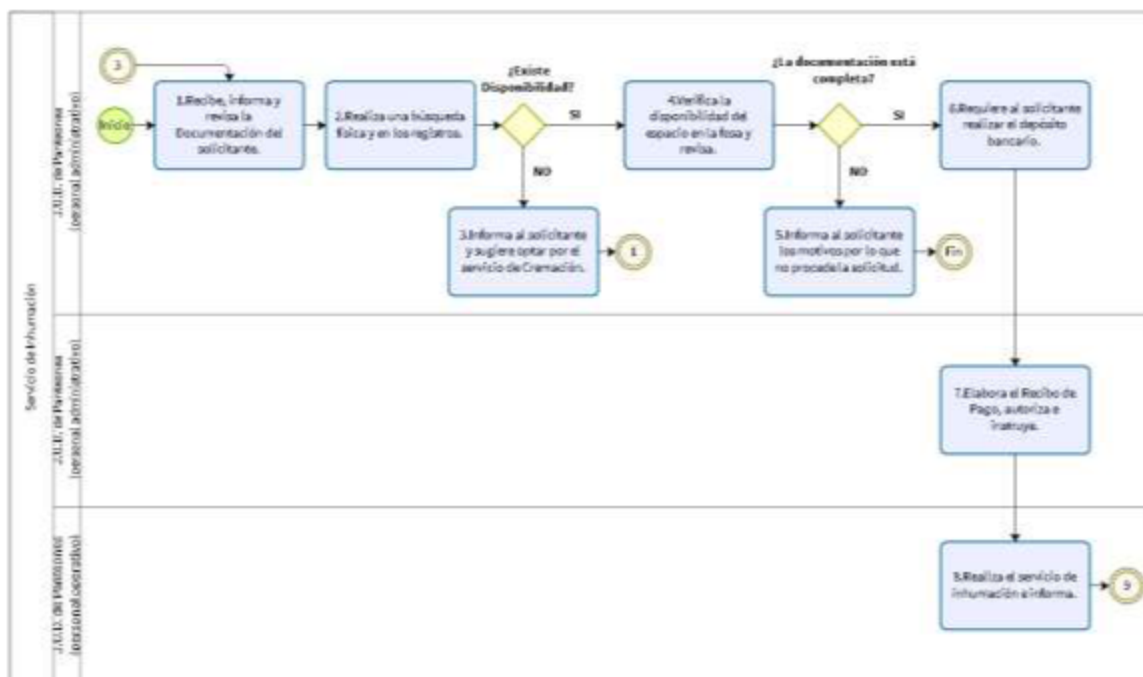 Servicio de Inhumación
J.U.D. de Panteones
(personal administrativo)
3
Inicio
1.Recibe, informa y
revisa la
Documentación del
solicitante.
2.Realiza una búsqueda
física y en los registros.
¿Existe
Disponibilidad?
SI
NO
3.Informa al solicitante
y sugiere optar por el
servicio de Cremación.
1
4.Verifica la
disponibilidad del
espacio en la fosa y
revisa.
¿La documentación está
completa?
SI
NO
5.Informa al solicitante
los motivos por lo que
no procede la solicitud.
Fin
6.Requiere al solicitante
realizar el depósito
bancario.
J.U.D. de Panteones
(personal administrativo)
7.Elabora el Recibo de
Pago, autoriza e
instruye.
J.U.D. de Panteones
(personal operativo)
8.Realiza el servicio de
inhumación e informa.
9